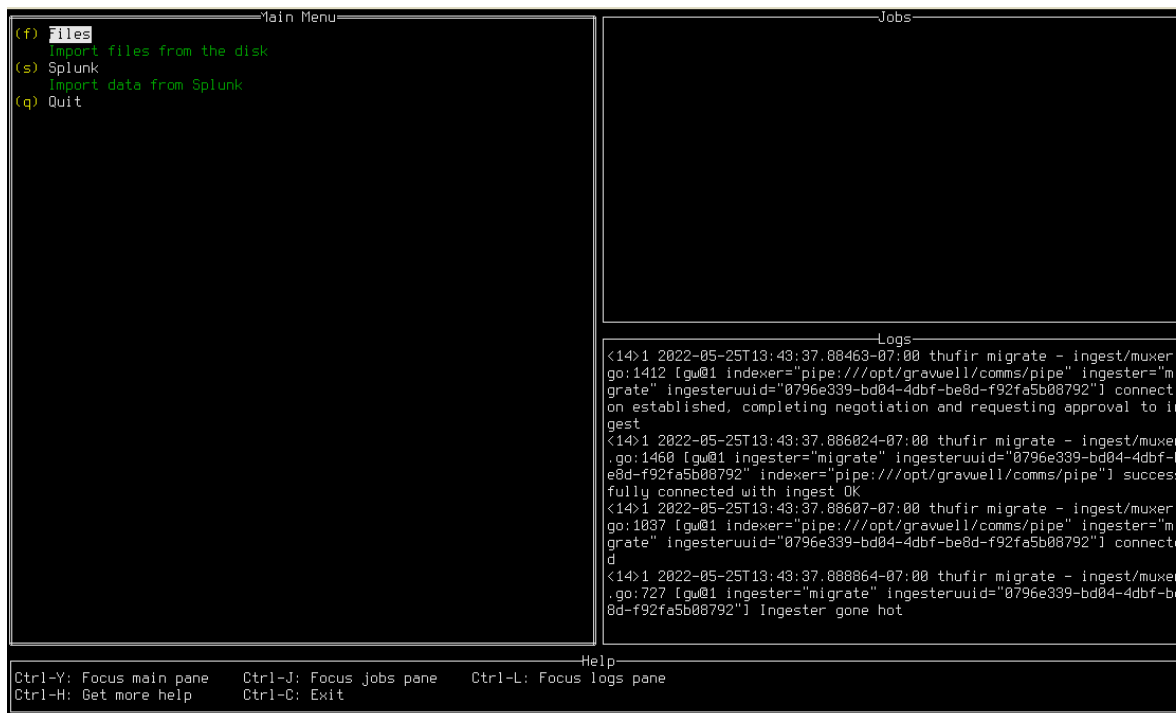 Main Menu
(f) Files
Import files from the disk
(s) Splunk
Import data from Splunk
(q) Quit
Jobs
Logs
<14>1 2022-05-25T13:43:37.88463-07:00 thufir migrate - ingest/muxer
go:1412 [gw@1 indexer="pipe:///opt/gravwell/comms/pipe" ingester="m
grate" ingesteruuid="0796e339-bd04-4dbf-be8d-f92fa5b08792"] connect
on established, completing negotiation and requesting approval to i
gest
<14>1 2022-05-25T13:43:37.886024-07:00 thufir migrate - ingest/muxe
.go:1460 [gw@1 ingester="migrate" ingesteruuid="0796e339-bd04-4dbf-
e8d-f92fa5b08792" indexer="pipe:///opt/gravwell/comms/pipe"] succes
fully connected with ingest OK
<14>1 2022-05-25T13:43:37.88607-07:00 thufir migrate - ingest/muxer
go:1037 [gw@1 indexer="pipe:///opt/gravwell/comms/pipe" ingester="m
grate" ingesteruuid="0796e339-bd04-4dbf-be8d-f92fa5b08792"] connect
d
<14>1 2022-05-25T13:43:37.888864-07:00 thufir migrate - ingest/muxe
.go:727 [gw@1 ingester="migrate" ingesteruuid="0796e339-bd04-4dbf-b
8d-f92fa5b08792"] Ingester gone hot
Help
Ctrl-Y: Focus main pane Ctrl-J: Focus jobs pane Ctrl-L: Focus logs pane
Ctrl-H: Get more help Ctrl-C: Exit